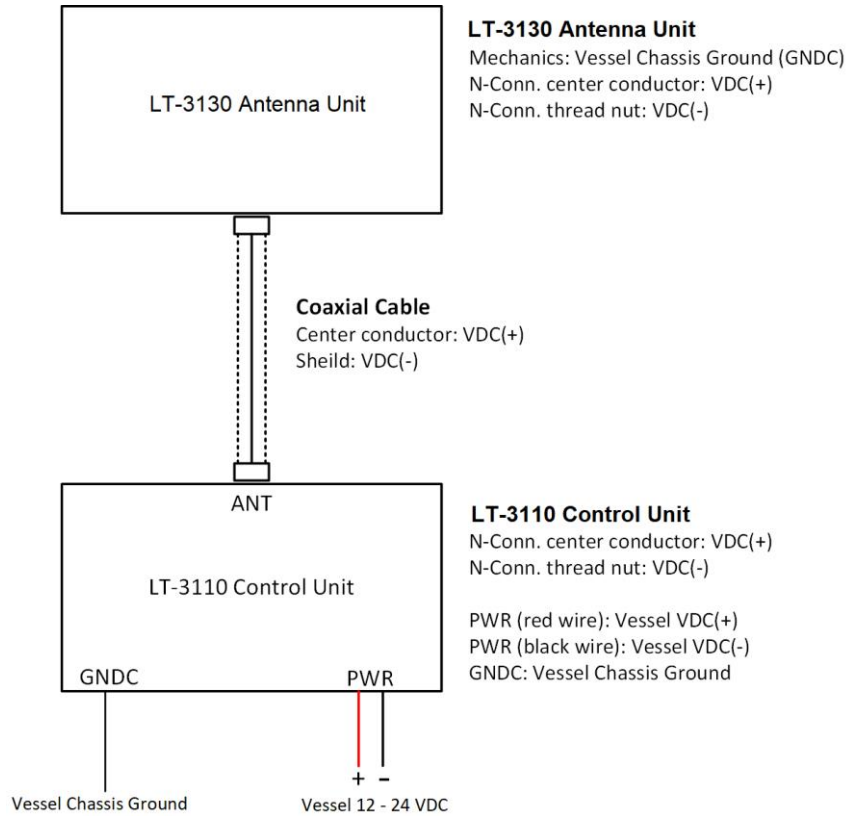 LT-3130 Antenna Unit
Mechanics: Vessel Chassis Ground (GNDC)
N-Conn. center conductor: VDC(+)
N-Conn. thread nut: VDC(-)
LT-3130 Antenna Unit
Coaxial Cable
Center conductor: VDC(+)
Sheild: VDC(-)
ANT
LT-3110 Control Unit
GNDC
PWR
LT-3110 Control Unit
N-Conn. center conductor: VDC(+)
N-Conn. thread nut: VDC(-)
PWR (red wire): Vessel VDC(+)
PWR (black wire): Vessel VDC(-)
GNDC: Vessel Chassis Ground
+ −
Vessel Chassis Ground
Vessel 12 - 24 VDC